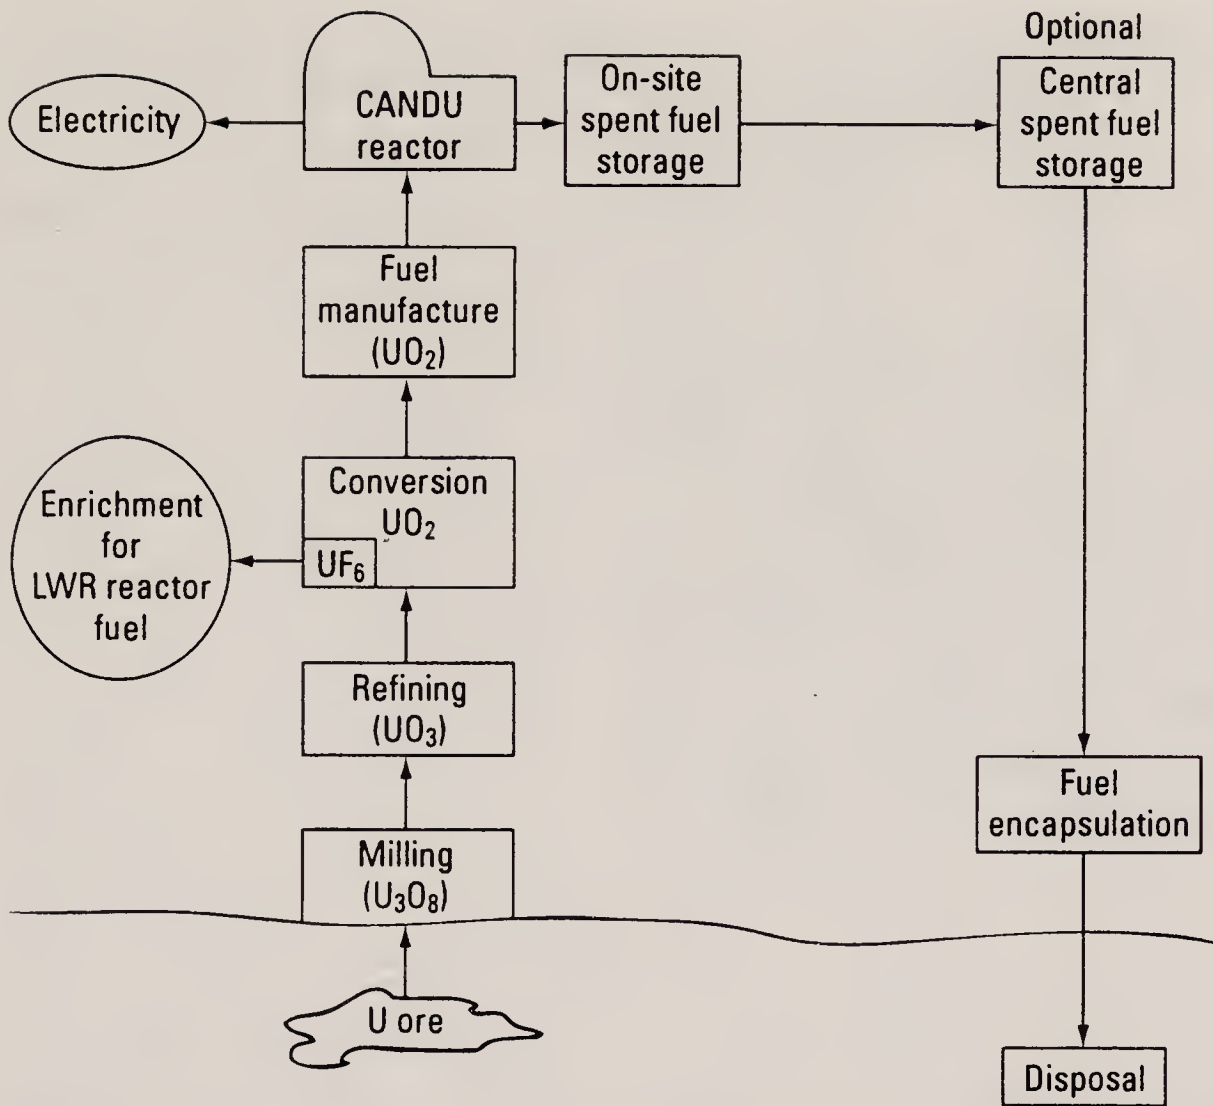 Optional
Electricity
CANDU
reactor
On-site
spent fuel
storage
Central
spent fuel
storage
Fuel
manufacture
(UO₂)
Conversion
UO₂
UF₆
Enrichment
for
LWR reactor
fuel
Refining
(UO₃)
Milling
(U₃O₈)
U ore
Fuel
encapsulation
Disposal